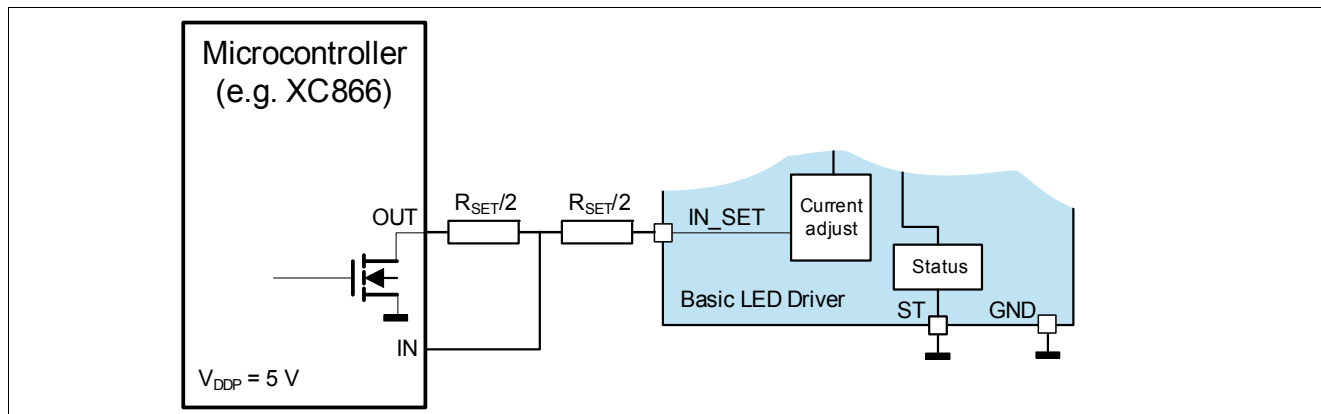 Microcontroller
(e.g. XC866)
OUT
R_SET/2
R_SET/2
IN_SET
Current
adjust
Status
Basic LED Driver
ST
GND
IN
V_DDP = 5 V